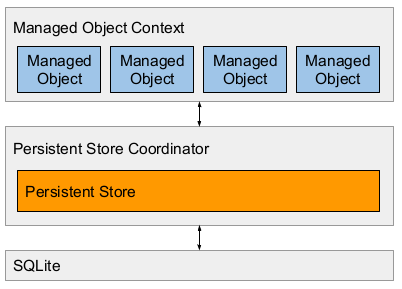 Managed Object Context
Managed Managed Managed Managed
Object Object Object Object
Persistent Store Coordinator
Persistent Store
SQLite